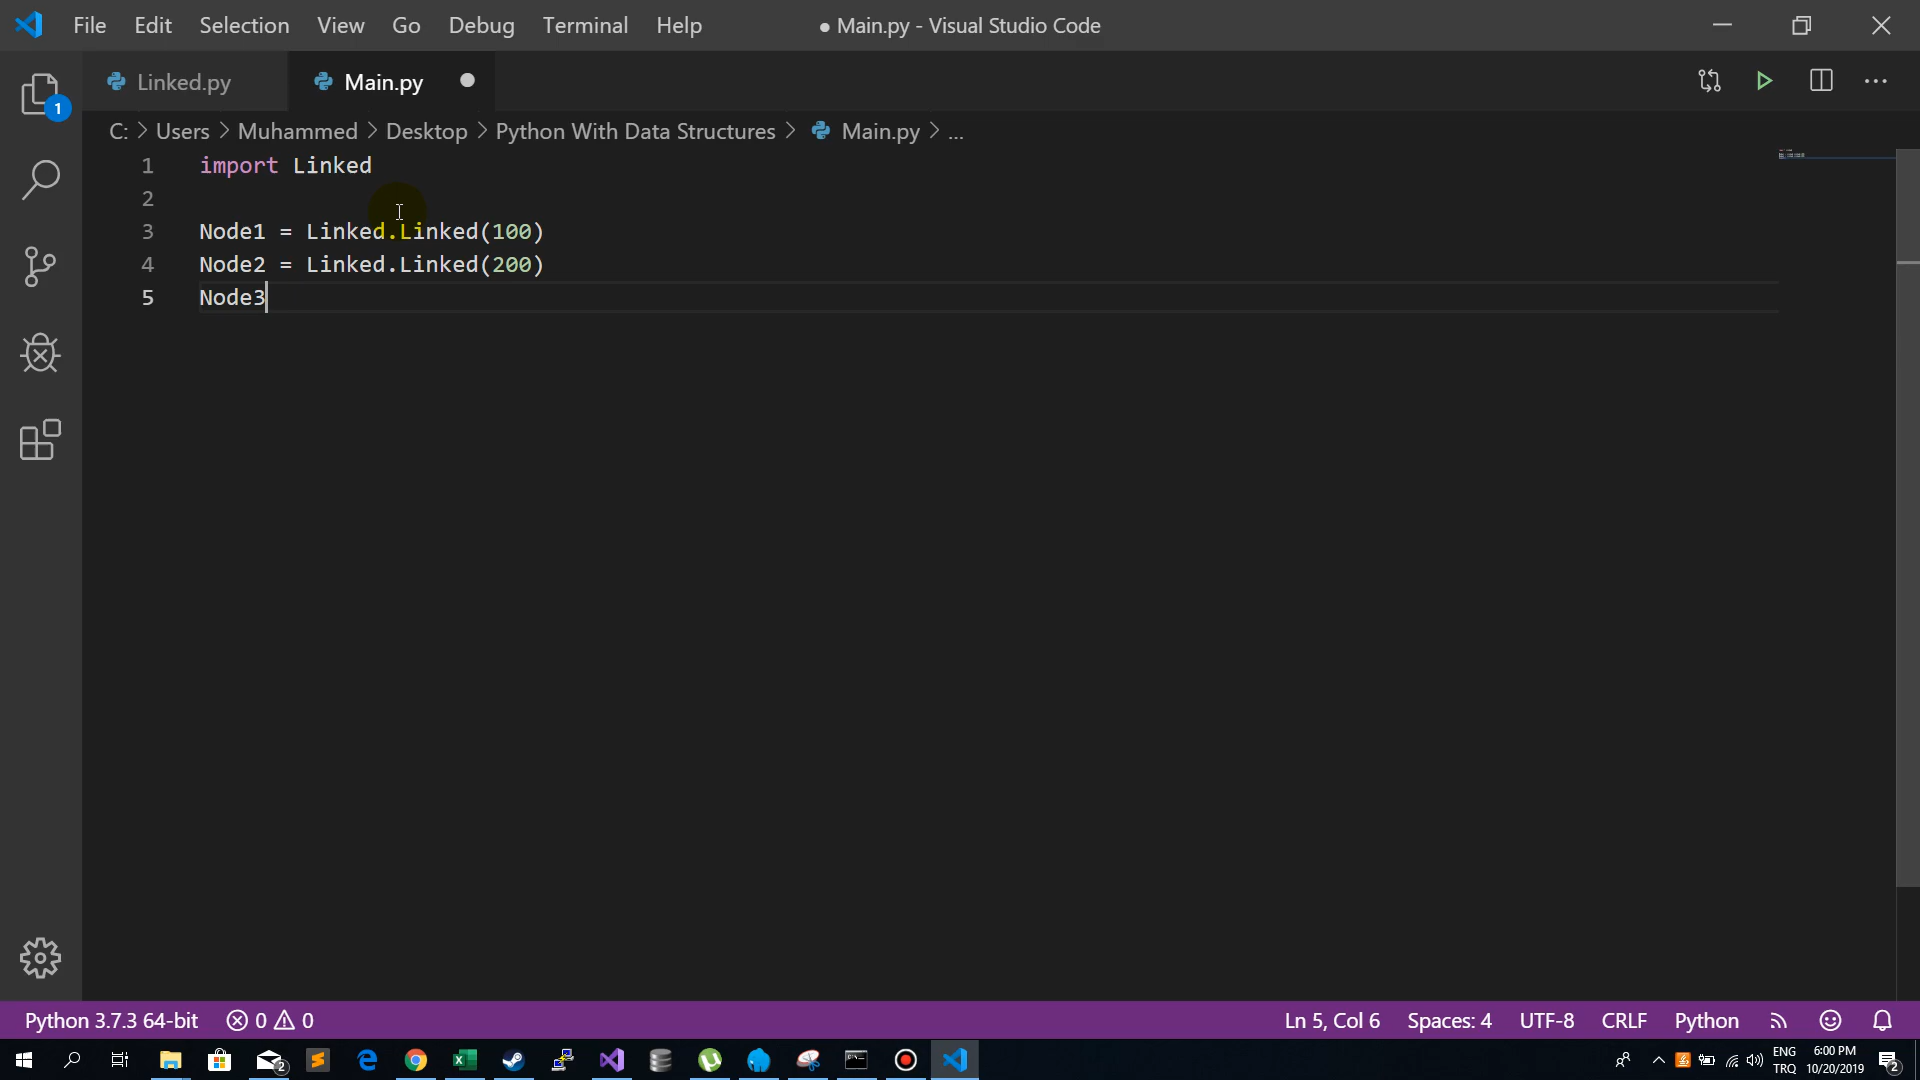 File Edit Selection View Go Debug Terminal Help ● Main.py - Visual Studio Code
Linked.py Main.py
1
C: > Users > Muhammed > Desktop > Python With Data Structures > Main.py > ...
1 import Linked
2
3 Node1 = Linked.Linked(100)
4 Node2 = Linked.Linked(200)
5 Node3
Python 3.7.3 64-bit 0 0 Ln 5, Col 6 Spaces: 4 UTF-8 CRLF Python
2 ENG 6:00 PM
TRQ 10/20/2019 2